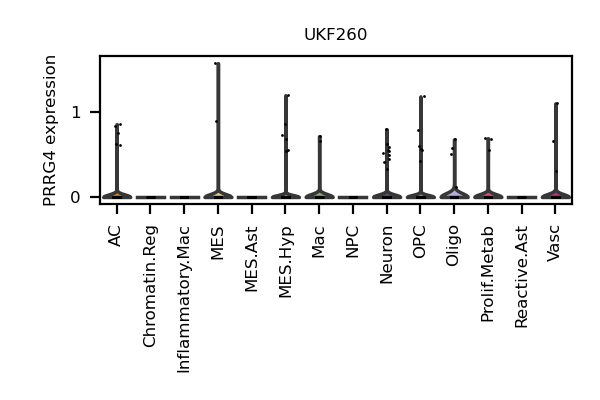 UKF260
PRRG4 expression
1
0
AC
Chromatin.Reg
Inflammatory.Mac
MES
MES.Ast
MES.Hyp
Mac
NPC
Neuron
OPC
Oligo
Prolif.Metab
Reactive.Ast
Vasc